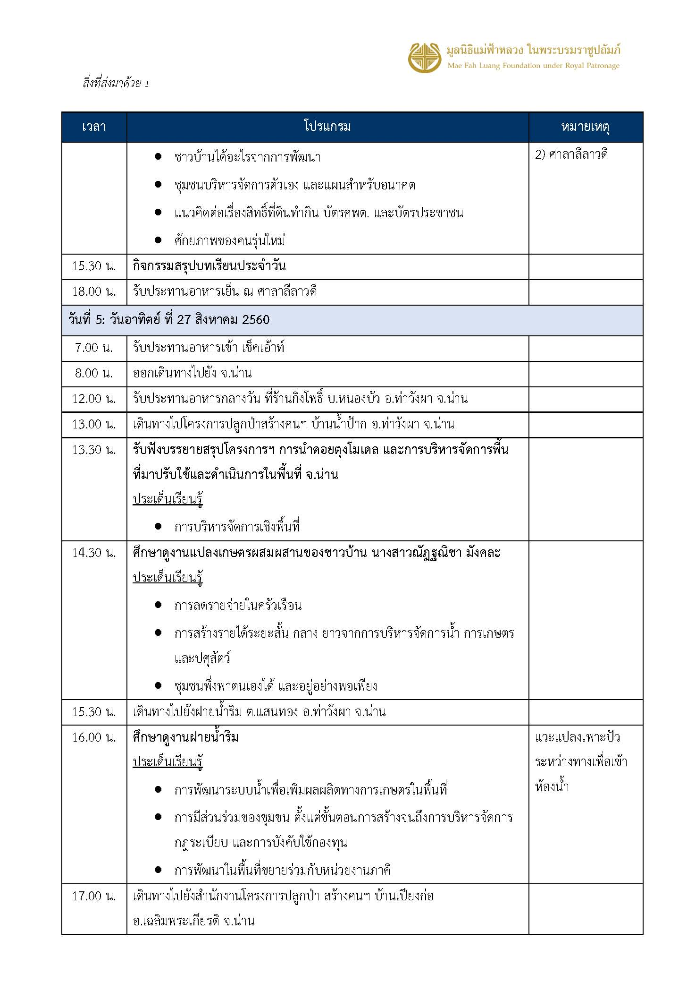 มูลนิธิแม่ฟ้าหลวง ในพระบรมราชูปถัมภ์
Mae Fah Luang Foundation under Royal Patronage
สิ่งที่ส่งมาด้วย 1
เวลา โปรแกรม หมายเหตุ
● ชาวบ้านได้อะไรจากการพัฒนา 2) ศาลาลีลาวดี
● ชุมชนบริหารจัดการตัวเอง และแผนสำหรับอนาคต
● แนวคิดต่อเรื่องสิทธิ์ที่ดินทำกิน บัตรคพต. และบัตรประชาชน
● ศักยภาพของคนรุ่นใหม่
15.30 น. กิจกรรมสรุปบทเรียนประจำวัน
18.00 น. รับประทานอาหารเย็น ณ ศาลาลีลาวดี
วันที่ 5: วันอาทิตย์ ที่ 27 สิงหาคม 2560
7.00 น. รับประทานอาหารเช้า เช็คเอ้าท์
8.00 น. ออกเดินทางไปยัง จ.น่าน
12.00 น. รับประทานอาหารกลางวัน ที่ร้านกิ่งโพธิ์ บ.หนองบัว อ.ท่าวังผา จ.น่าน
13.00 น. เดินทางไปโครงการปลูกป่าสร้างคนฯ บ้านน้ำป้าก อ.ท่าวังผา จ.น่าน
13.30 น. รับฟังบรรยายสรุปโครงการฯ การนำดอยตุงโมเดล และการบริหารจัดการพื้น
ที่มาปรับใช้และดำเนินการในพื้นที่ จ.น่าน
ประเด็นเรียนรู้
● การบริหารจัดการเชิงพื้นที่
14.30 น. ศึกษาดูงานแปลงเกษตรผสมผสานของชาวบ้าน นางสาวณัฎฐณิชา มังคละ
ประเด็นเรียนรู้
● การลดรายจ่ายในครัวเรือน
● การสร้างรายได้ระยะสั้น กลาง ยาวจากการบริหารจัดการน้ำ การเกษตร
และปศุสัตว์
● ชุมชนพึ่งพาตนเองได้ และอยู่อย่างพอเพียง
15.30 น. เดินทางไปยังฝายน้ำริม ต.แสนทอง อ.ท่าวังผา จ.น่าน
16.00 น. ศึกษาดูงานฝายน้ำริม แวะแปลงเพาะปัว
ประเด็นเรียนรู้ ระหว่างทางเพื่อเข้า
● การพัฒนาระบบน้ำเพื่อเพิ่มผลผลิตทางการเกษตรในพื้นที่ ห้องน้ำ
● การมีส่วนร่วมของชุมชน ตั้งแต่ขั้นตอนการสร้างจนถึงการบริหารจัดการ
กฎระเบียบ และการบังคับใช้กองทุน
● การพัฒนาในพื้นที่ขยายร่วมกับหน่วยงานภาคี
17.00 น. เดินทางไปยังสำนักงานโครงการปลูกป่า สร้างคนฯ บ้านเปียงก่อ
อ.เฉลิมพระเกียรติ จ.น่าน